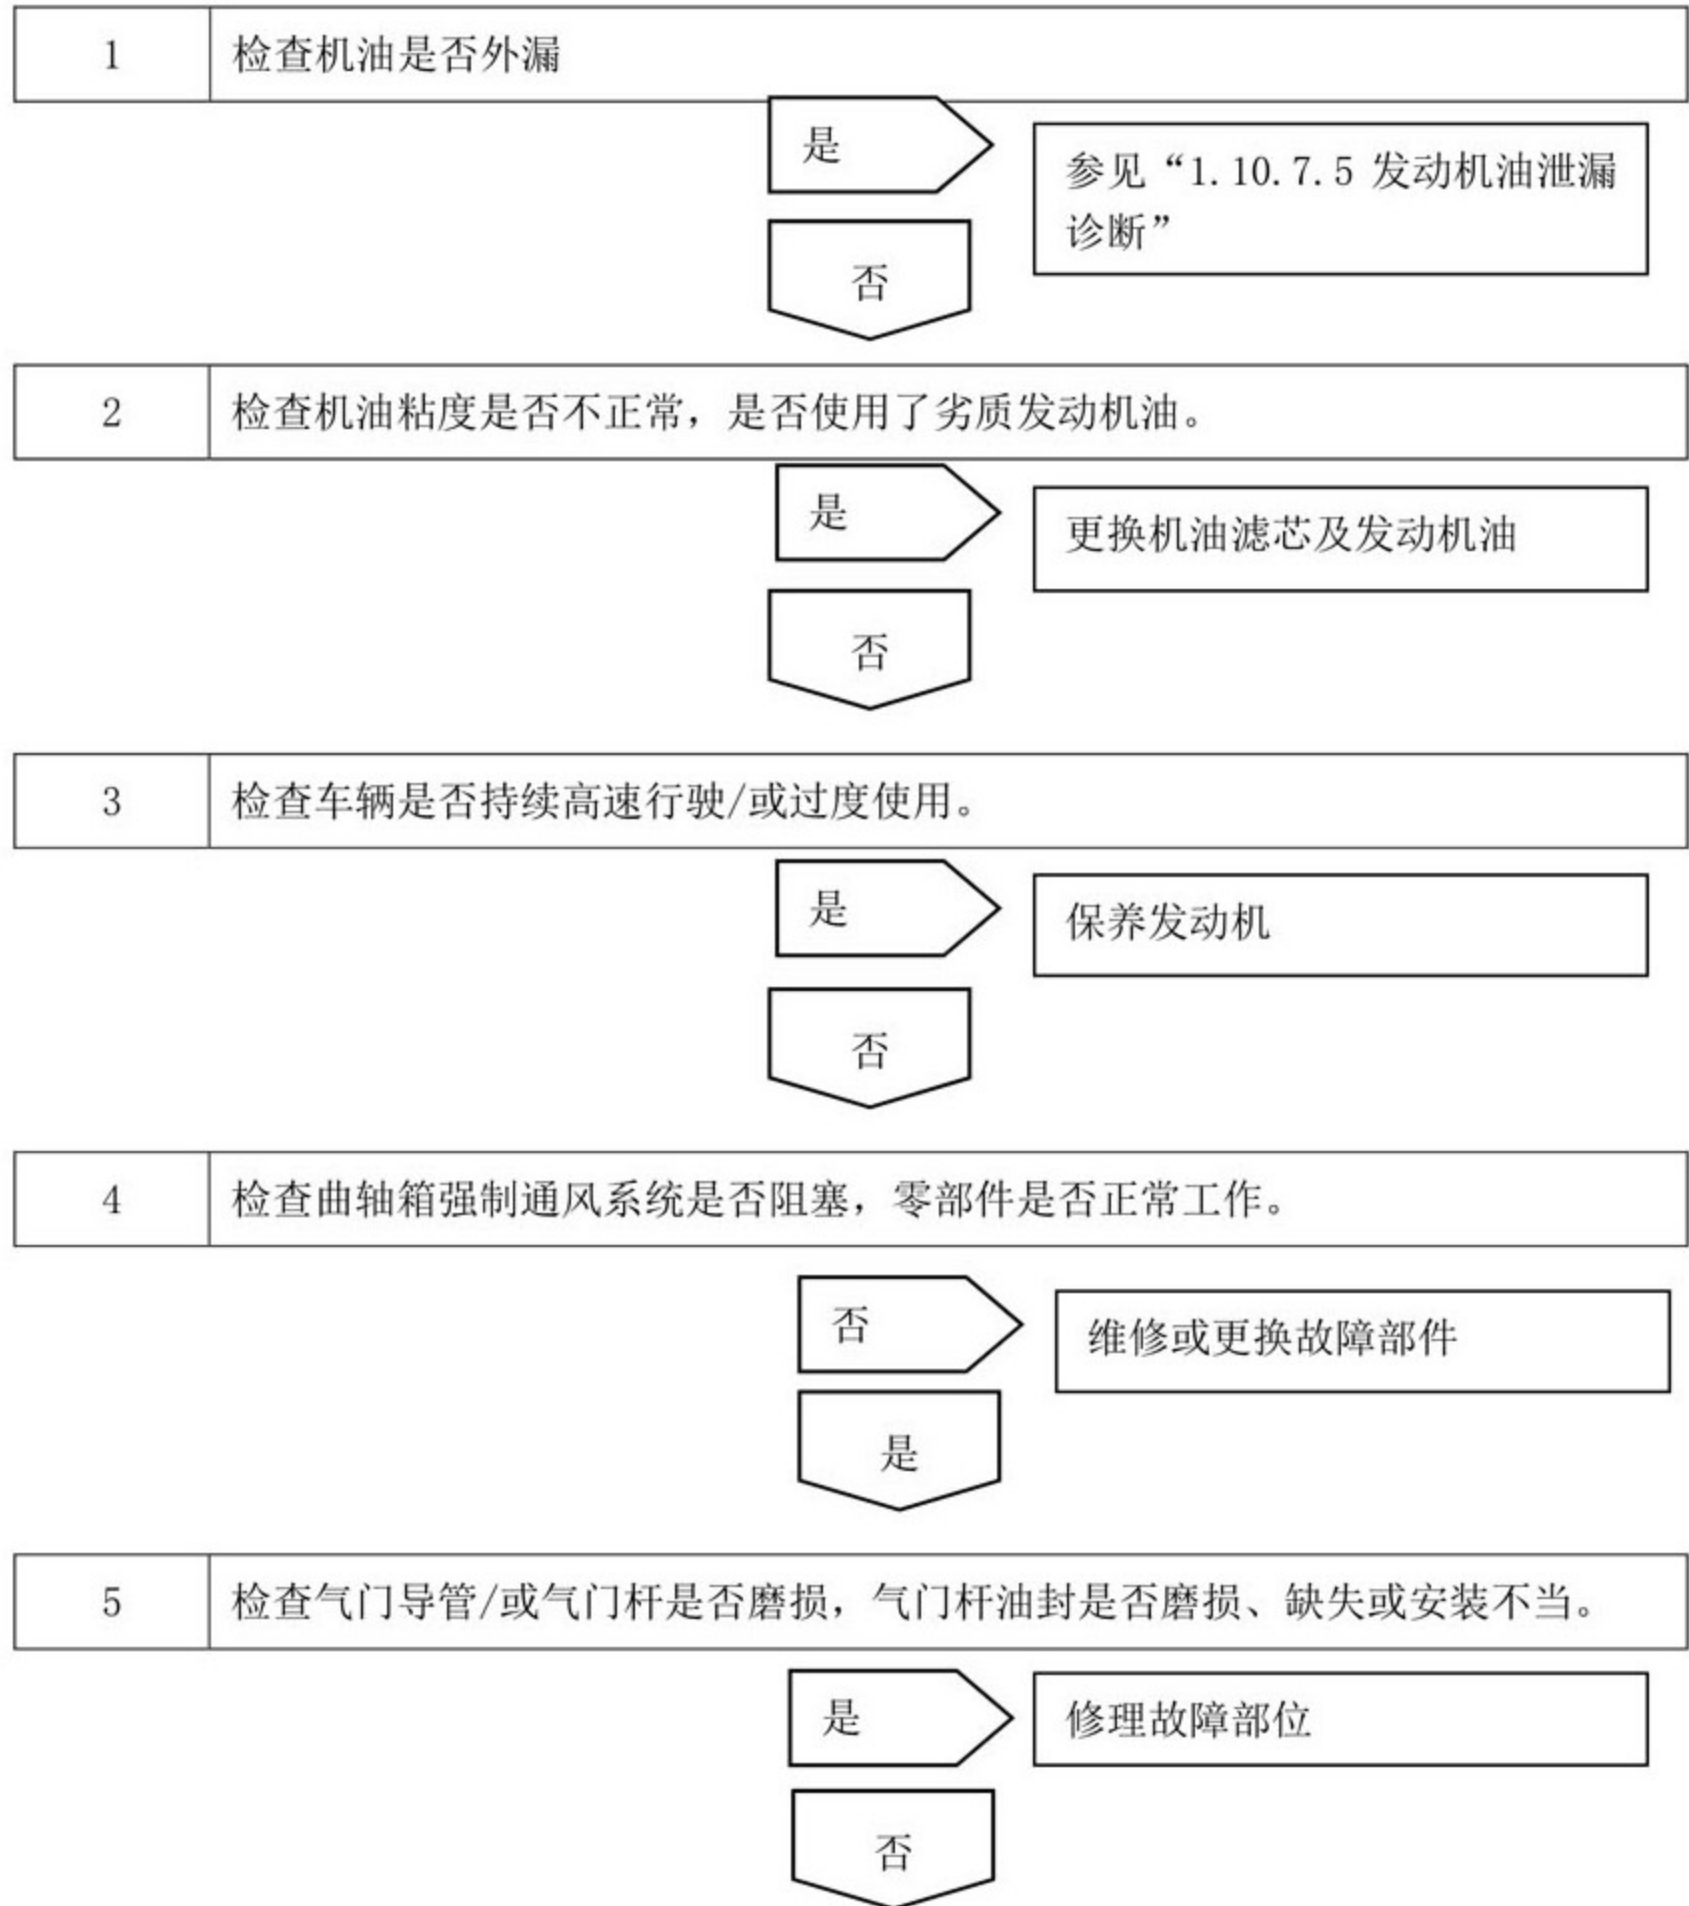 1 检查机油是否外漏
是
参见“1.10.7.5 发动机油泄漏
诊断”
否
2 检查机油粘度是否不正常，是否使用了劣质发动机油。
是
更换机油滤芯及发动机油
否
3 检查车辆是否持续高速行驶/或过度使用。
是
保养发动机
否
4 检查曲轴箱强制通风系统是否阻塞，零部件是否正常工作。
否
维修或更换故障部件
是
5 检查气门导管/或气门杆是否磨损，气门杆油封是否磨损、缺失或安装不当。
是
修理故障部位
否